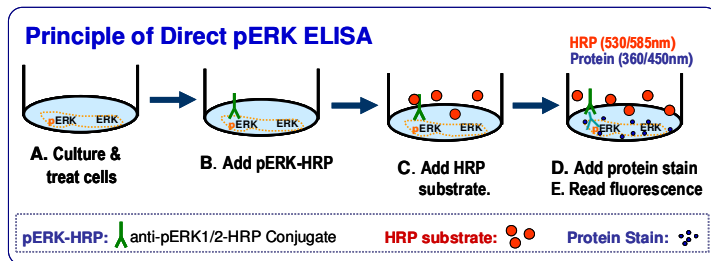 Principle of Direct pERK ELISA
HRP (530/585nm)
Protein (360/450nm)
pERK ERK
pERK ERK
pERK ERK
pERK ERK
A. Culture &
treat cells
B. Add pERK-HRP
C. Add HRP
substrate.
D. Add protein stain
E. Read fluorescence
pERK-HRP: anti-pERK1/2-HRP Conjugate
HRP substrate:
Protein Stain: